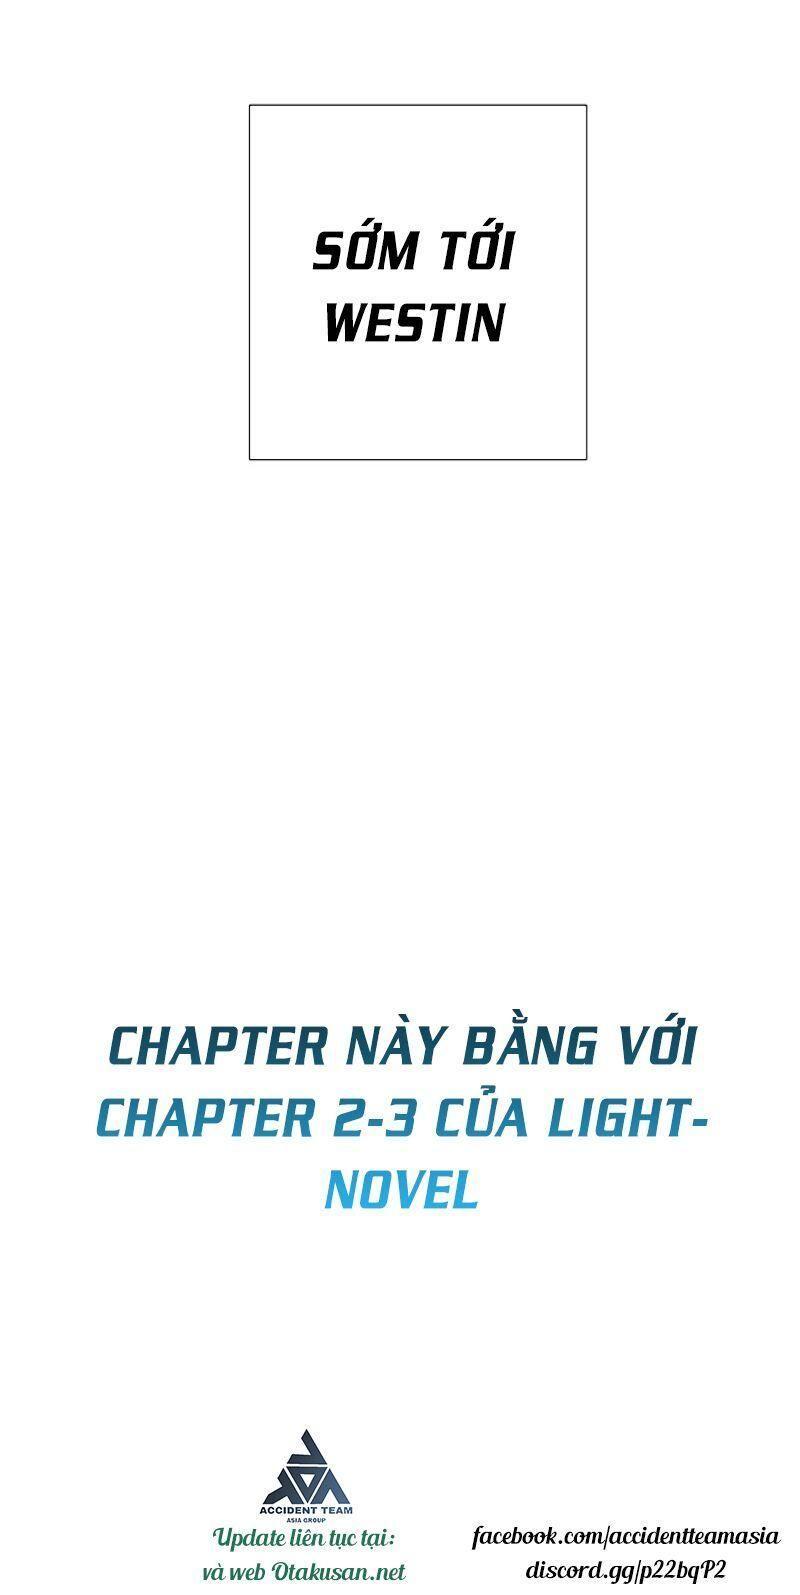 SỚM TỚI
WESTIN
CHAPTER NÀY BẰNG VỚI
CHAPTER 2-3 CỦA LIGHT-
NOVEL
ACCIDENT TEAM
ASIA GROUP
Update liên tục tại:
và web Otakusan.net
facebook.com/accidentteamasia
discord.gg/p22bqP2